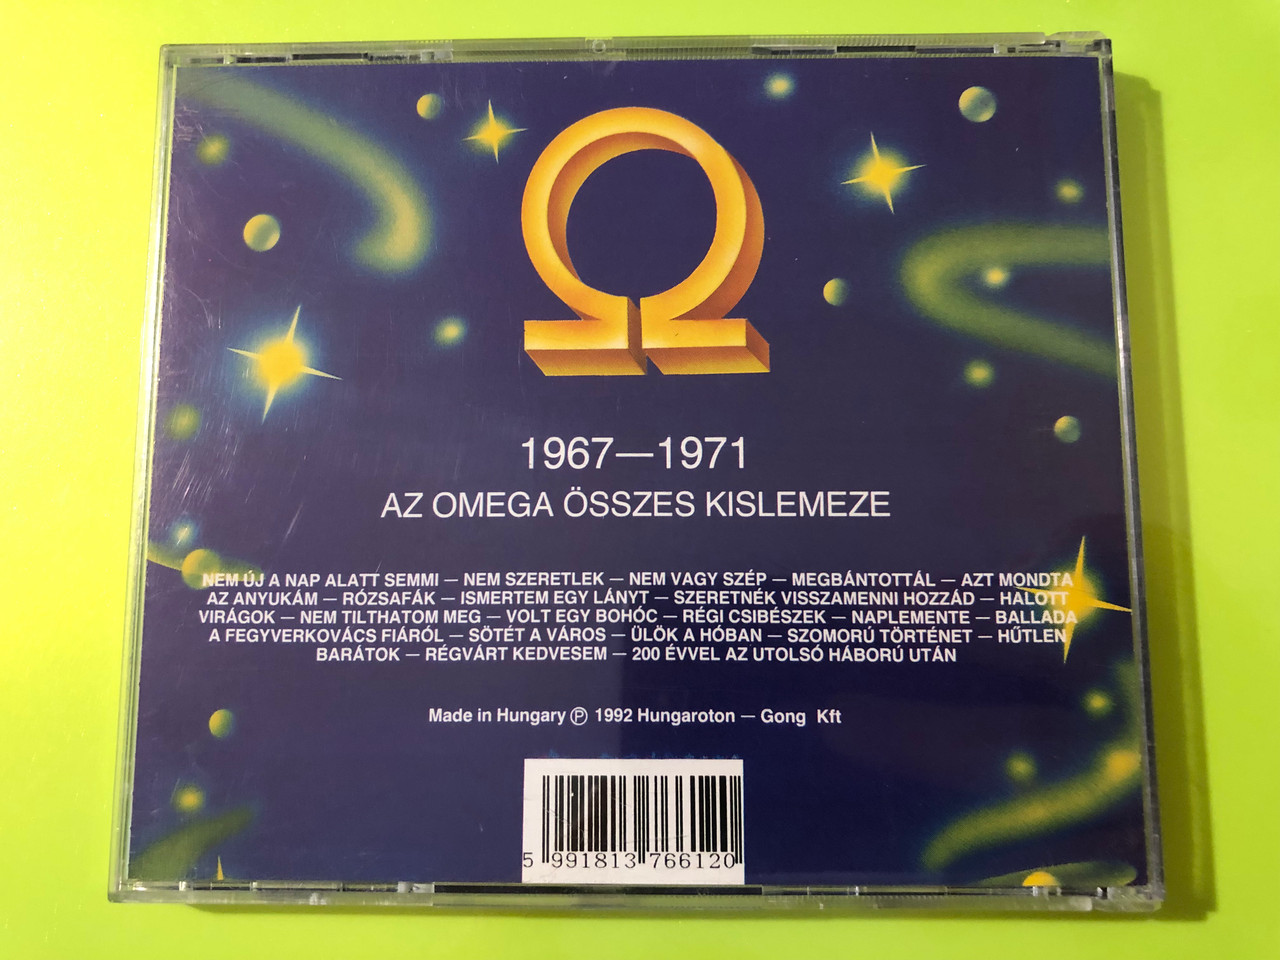 1967—1971
AZ OMEGA ÖSSZES KISLEMEZE
NEM ÚJ A NAP ALATT SEMMI — NEM SZERETLEK — NEM VAGY SZÉP — MEGBÁNTOTTÁL — AZT MONDTA
AZ ANYUKÁM — RÓZSAFÁK — ISMERTEM EGY LÁNYT — SZERETNÉK VISSZAMENNI HOZZÁD — HALOTT
VIRÁGOK — NEM TILTHATOM MEG — VOLT EGY BOHÓC — RÉGI CSIBÉSZEK — NAPLEMENTE — BALLADA
A FEGYVERKOVÁCS FIÁRÓL — SÖTÉT A VÁROS — ÜLÖK A HÓBAN — SZOMORÚ TÖRTÉNET — HŰTLEN
BARÁTOK — RÉGVÁRT KEDVESEM — 200 ÉVVEL AZ UTOLSÓ HÁBORÚ UTÁN
Made in Hungary ℗ 1992 Hungaroton — Gong Kft
5 991813 766120